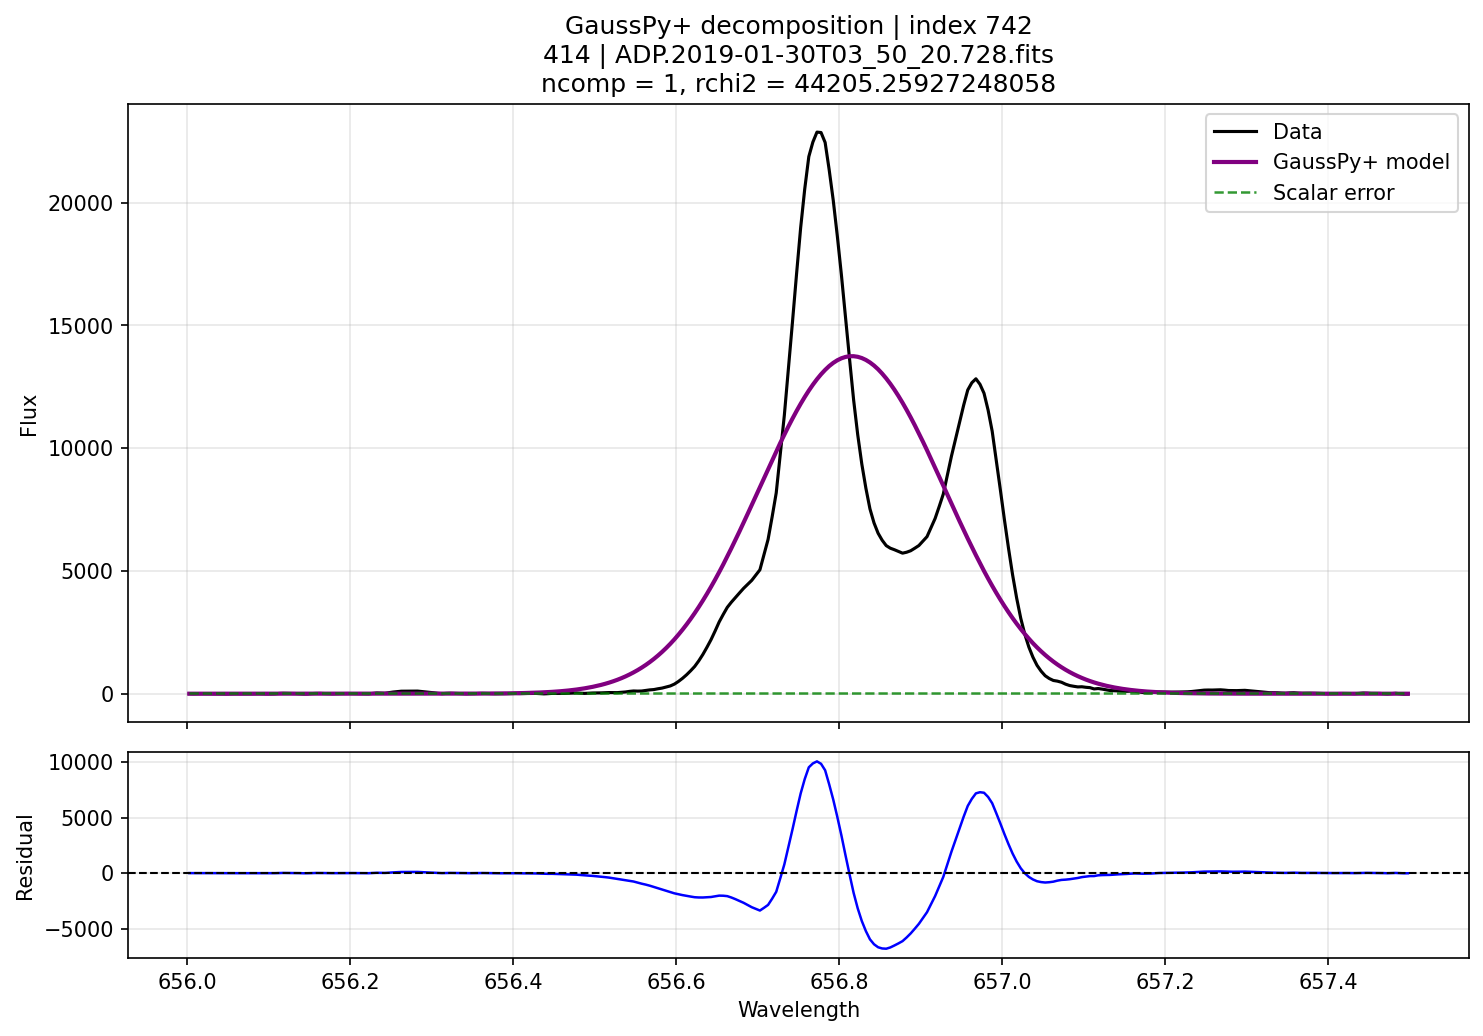 GaussPy+ decomposition | index 742
414 | ADP.2019-01-30T03_50_20.728.fits
ncomp = 1, rchi2 = 44205.25927248058
Data
GaussPy+ model
Scalar error
Flux
20000
15000
10000
5000
0
Residual
10000
5000
0
−5000
656.0 656.2 656.4 656.6 656.8 657.0 657.2 657.4
Wavelength